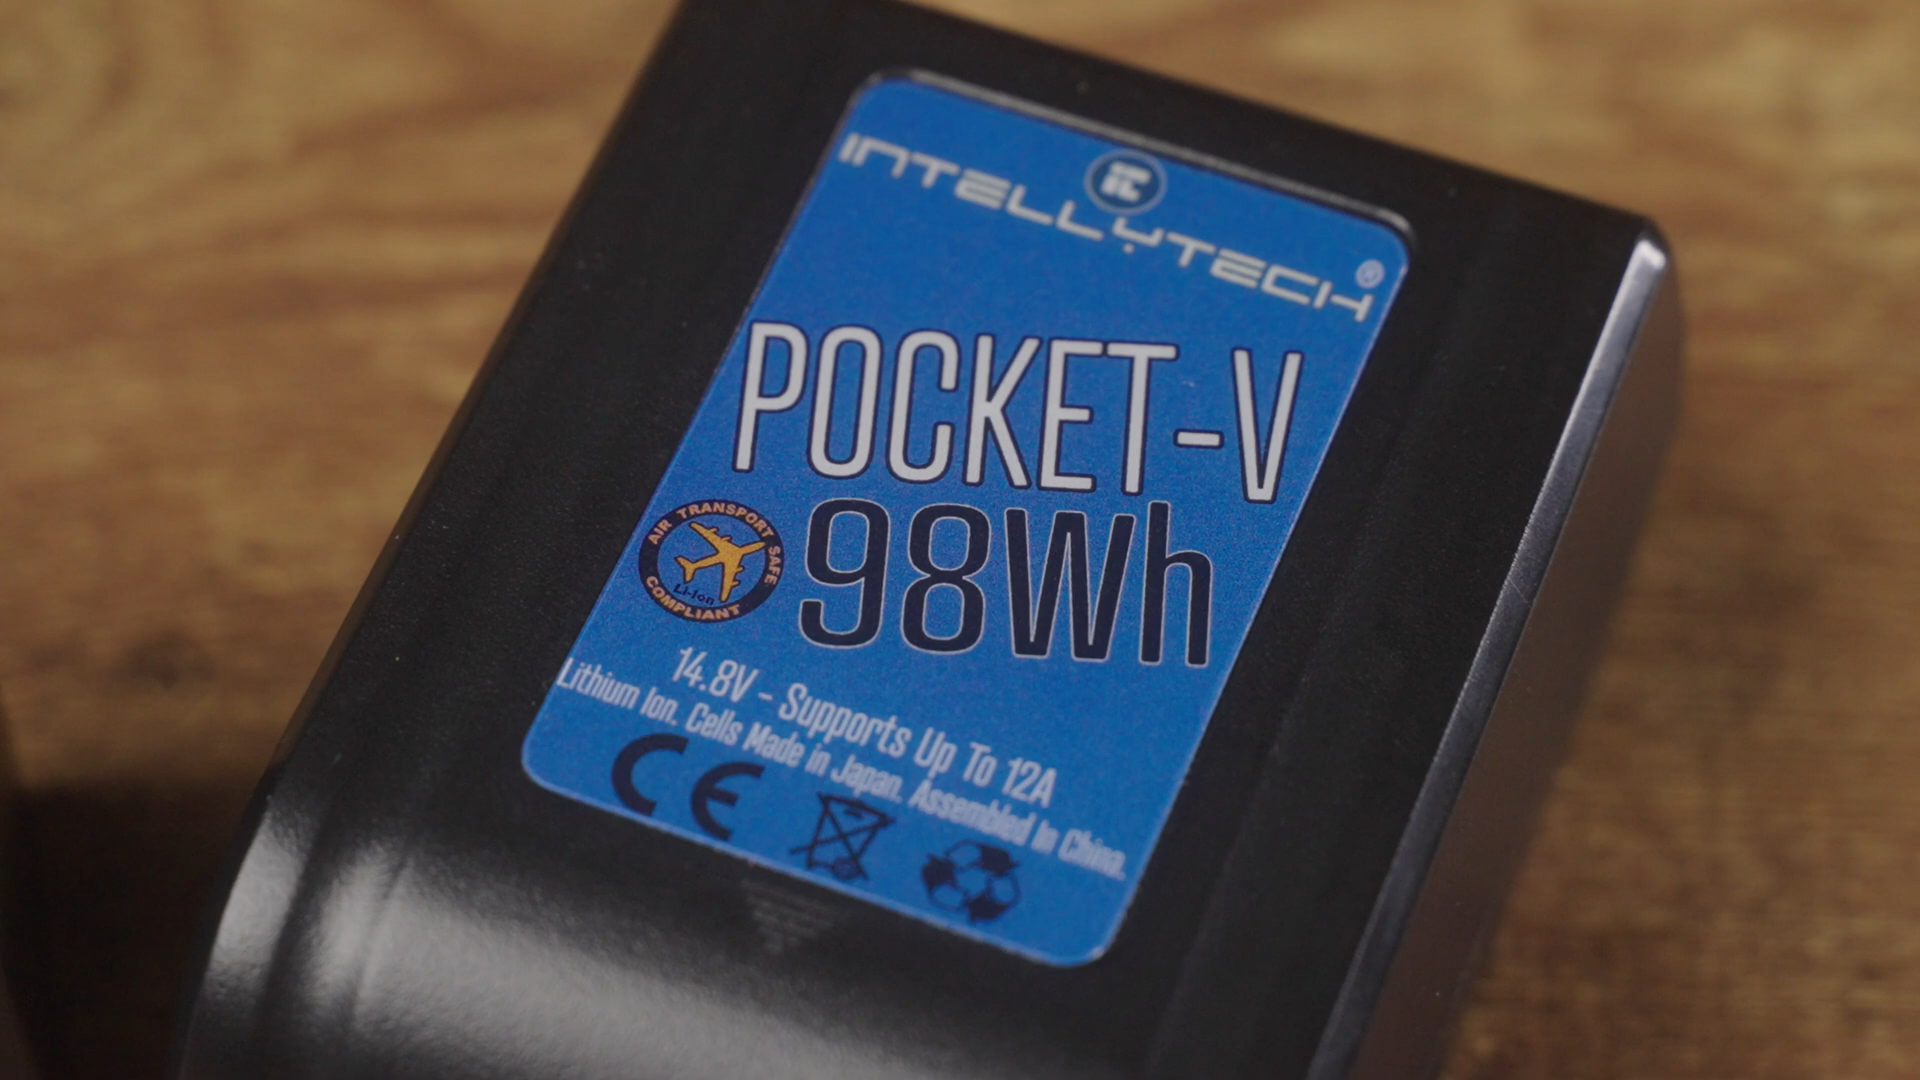 INTELLYTECH®
POCKET-V
98Wh
AIR TRANSPORT SAFE
Li-Ion
COMPLIANT
14.8V - Supports Up To 12A
Lithium Ion. Cells Made in Japan. Assembled In China.
CE